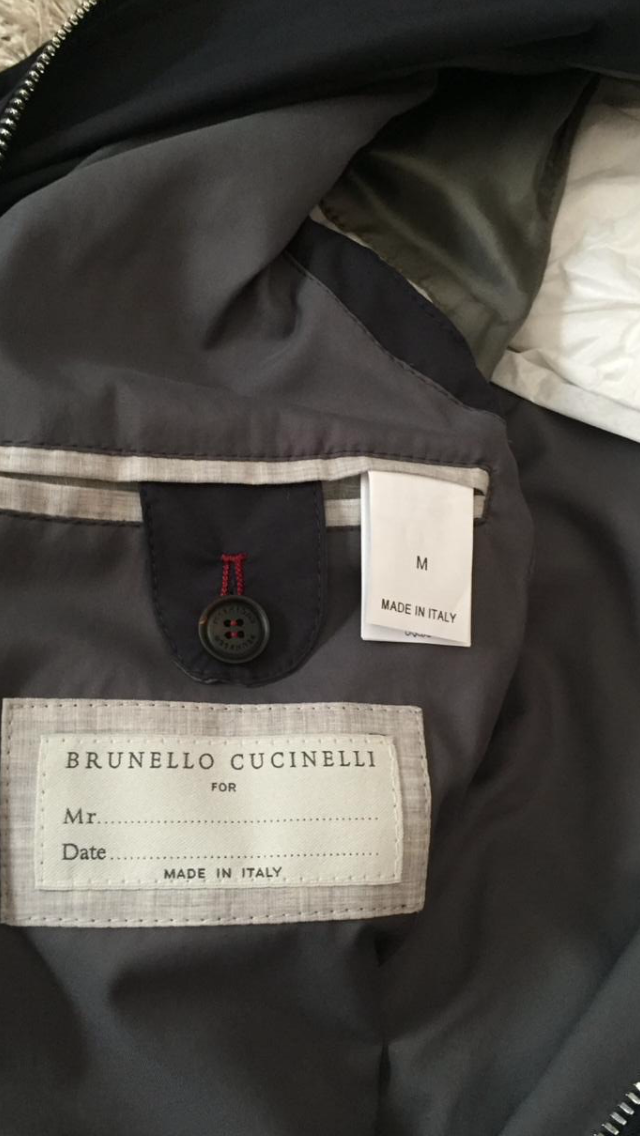 M
MADE IN ITALY
BRUNELLO CUCINELLI
FOR
Mr.......................................
Date.....................................
MADE IN ITALY